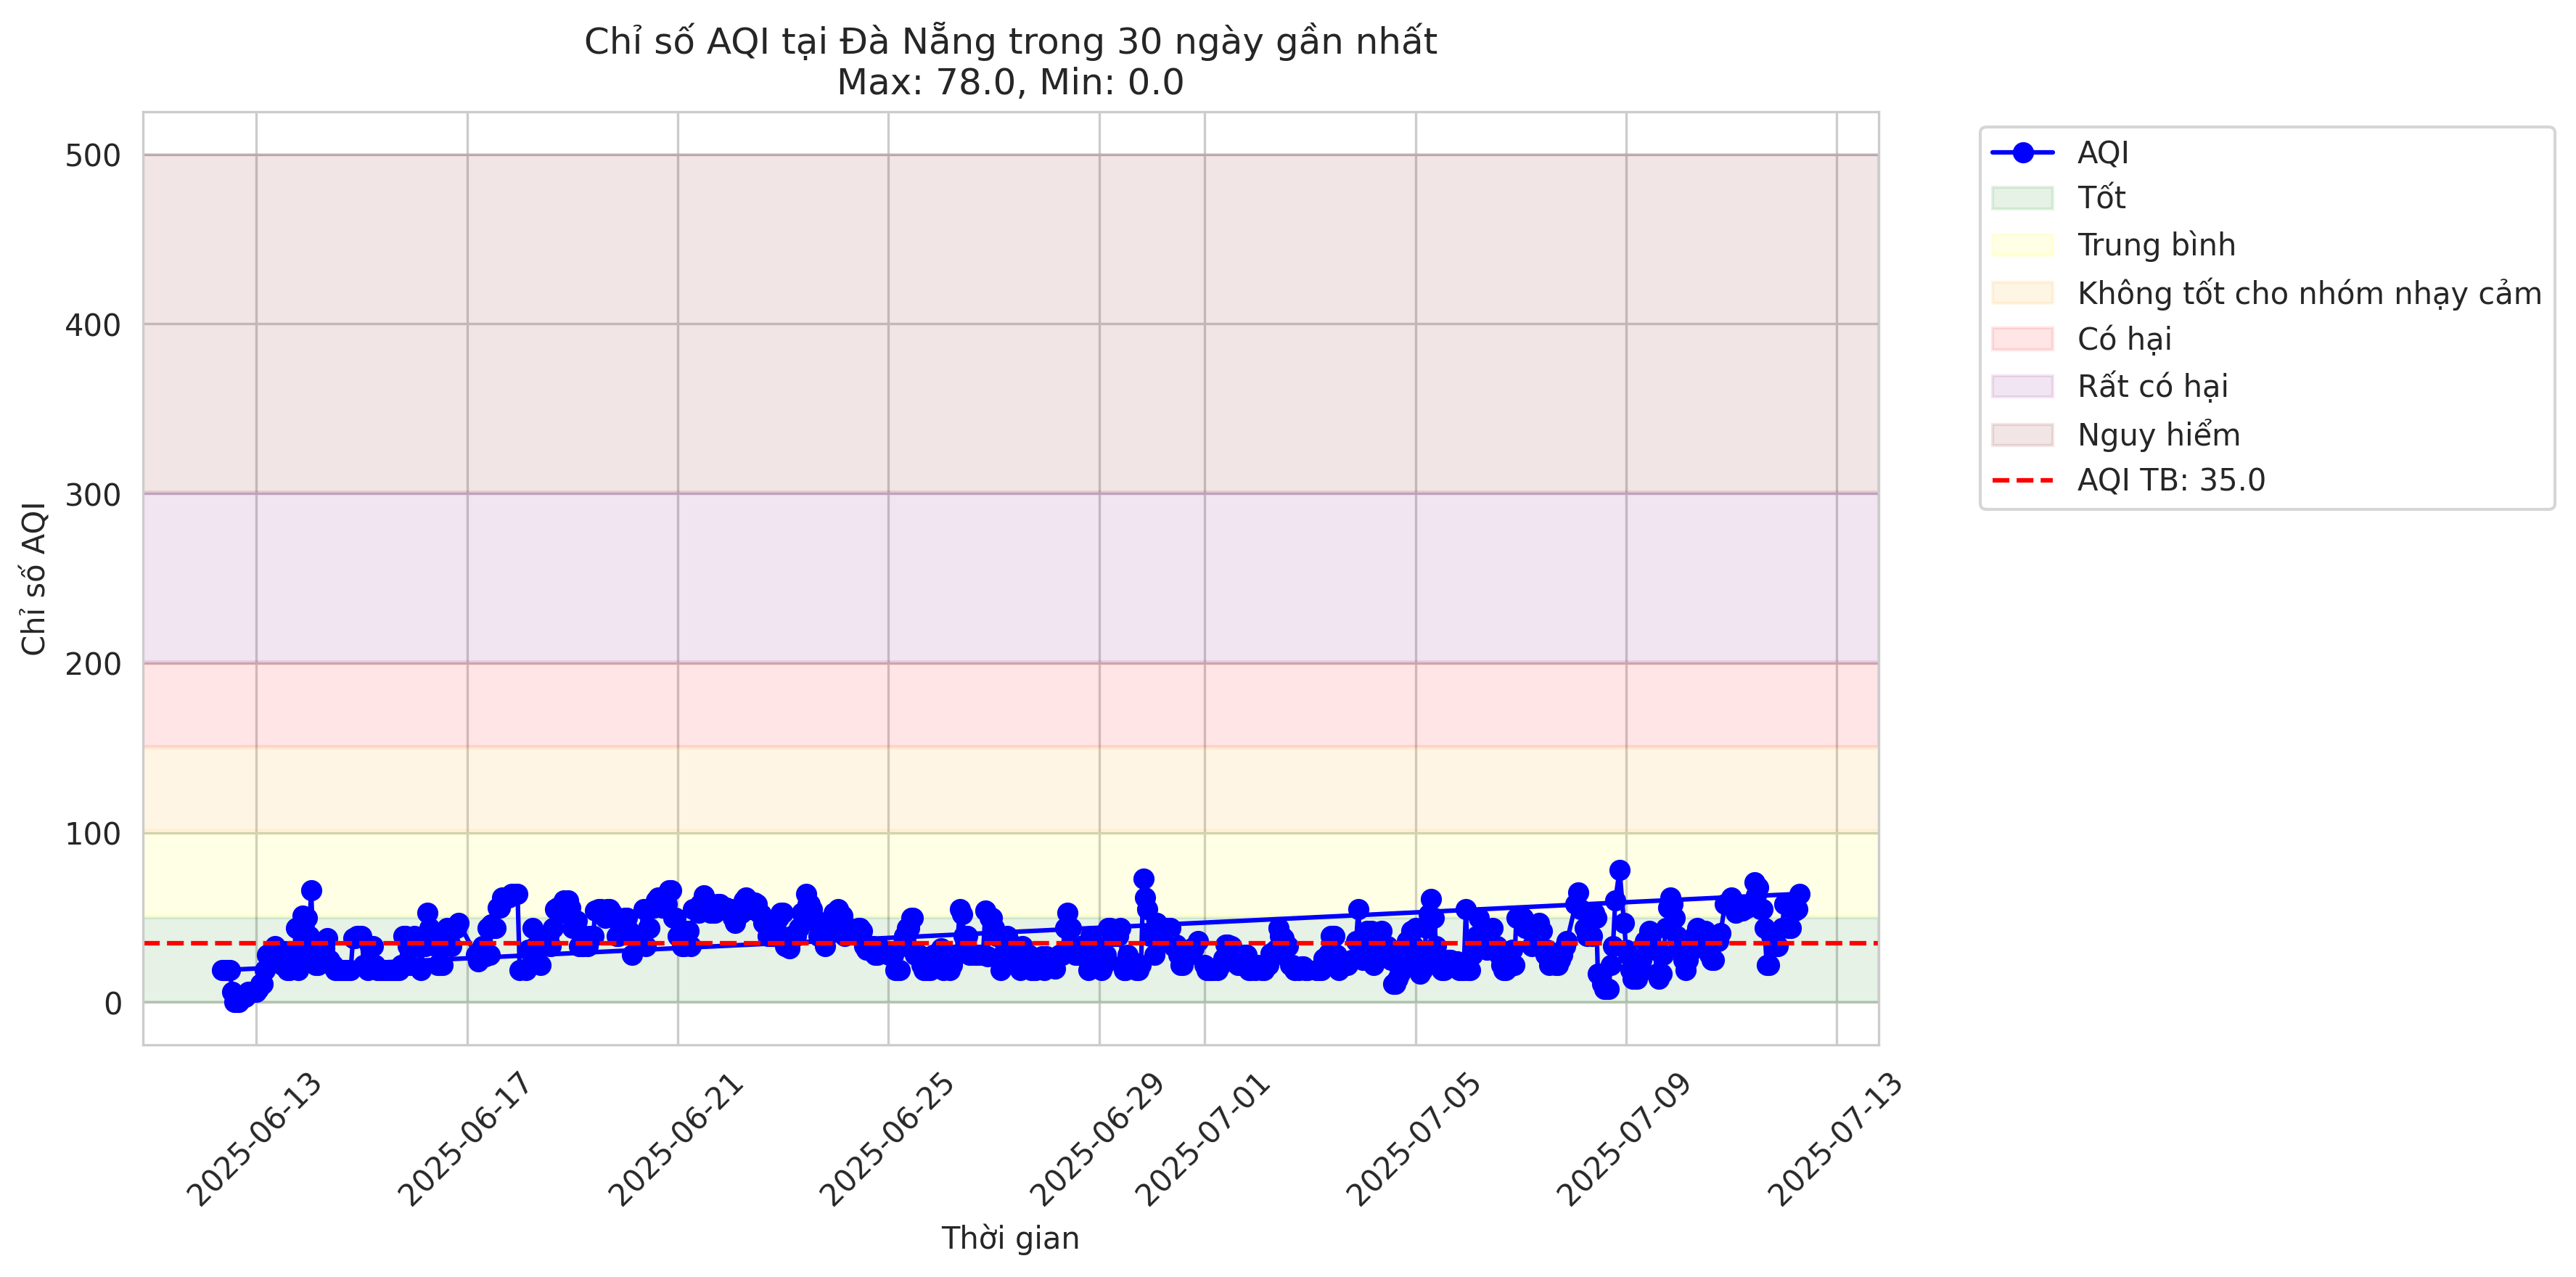 Chỉ số AQI tại Đà Nẵng trong 30 ngày gần nhất
Max: 78.0, Min: 0.0
Chỉ số AQI
500
400
300
200
100
0
2025-06-13
2025-06-17
2025-06-21
2025-06-25
2025-06-29
2025-07-01
2025-07-05
2025-07-09
2025-07-13
Thời gian
AQI
Tốt
Trung bình
Không tốt cho nhóm nhạy cảm
Có hại
Rất có hại
Nguy hiểm
AQI TB: 35.0